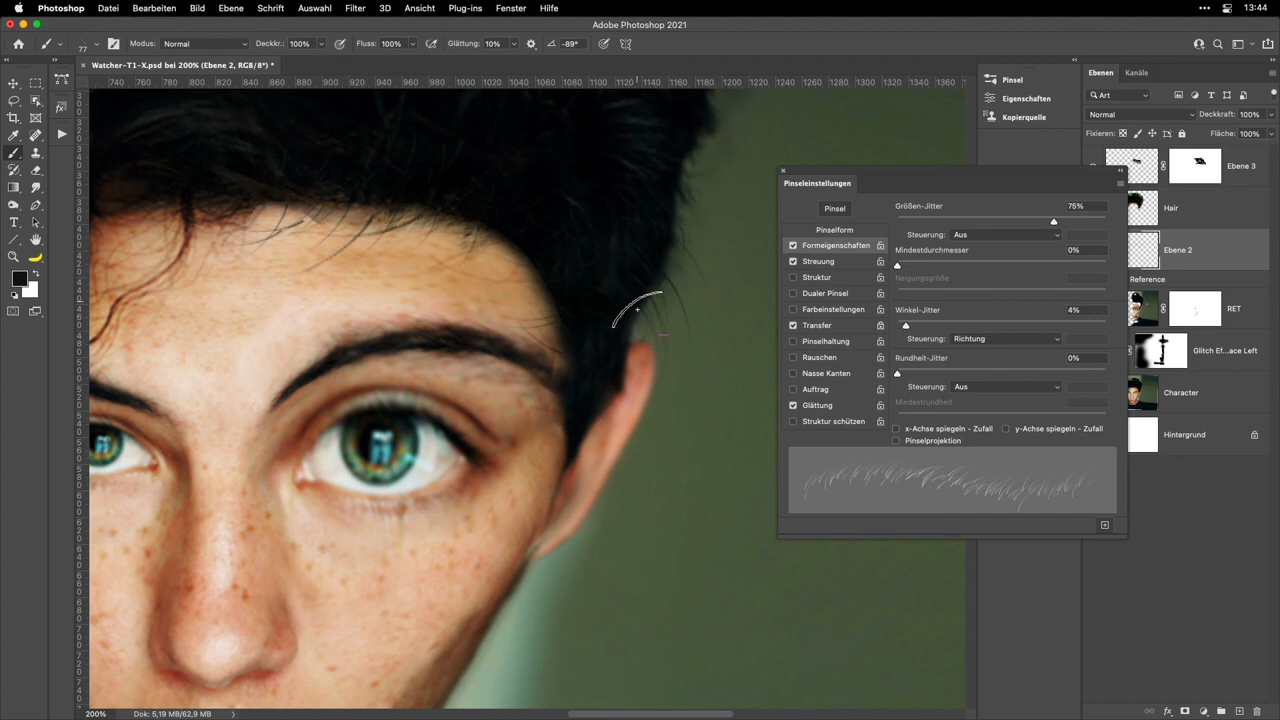 Photoshop Datei Bearbeiten Bild Ebene Schrift Auswahl Filter 3D Ansicht Plug-ins Fenster Hilfe 13:44
Adobe Photoshop 2021
77 Modus: Normal Deckkr.: 100% Fluss: 100% Glättung: 10% -89°
Watcher-T1-X.psd bei 200% (Ebene 2, RGB/8*) *
740 760 780 800 820 840 860 880 900 920 940 960 980 1000 1020 1040 1060 1080 1100 1120 1140 1160 1180 1200 1220 1240 1260 1280 1300 1320 1340 1360
Pinsel
Eigenschaften
Kopierquelle
Ebenen Kanäle
Art
Normal Deckkraft: 100%
Fixieren: Fläche: 100%
Ebene 3
Hair
Ebene 2
Reference
RET
Glitch Ef...ace Left
Character
Hintergrund
Pinseleinstellungen
Pinsel
Pinselform
Formeigenschaften
Streuung
Struktur
Dualer Pinsel
Farbeinstellungen
Transfer
Pinselhaltung
Rauschen
Nasse Kanten
Auftrag
Glättung
Struktur schützen
Größen-Jitter 75%
Steuerung: Aus
Mindestdurchmesser 0%
Neigungsgröße
Winkel-Jitter 4%
Steuerung: Richtung
Rundheit-Jitter 0%
Steuerung: Aus
Mindestrundheit
x-Achse spiegeln - Zufall y-Achse spiegeln - Zufall
Pinselprojektion
200% Dok: 5,19 MB/62,9 MB